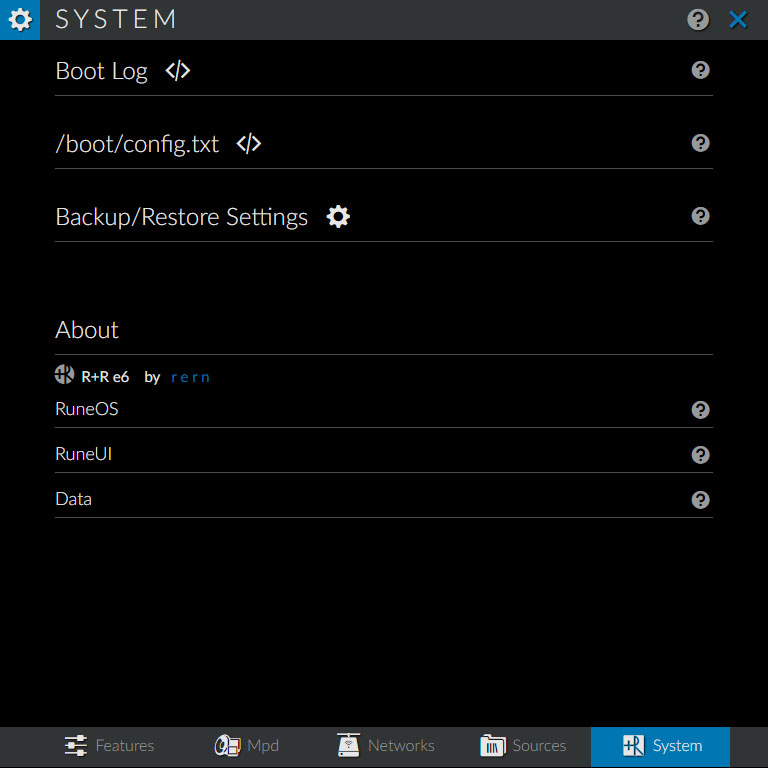 SYSTEM
Boot Log </>
/boot/config.txt </>
Backup/Restore Settings
About
R+R e6 by rern
RuneOS
RuneUI
Data
Features Mpd Networks Sources System